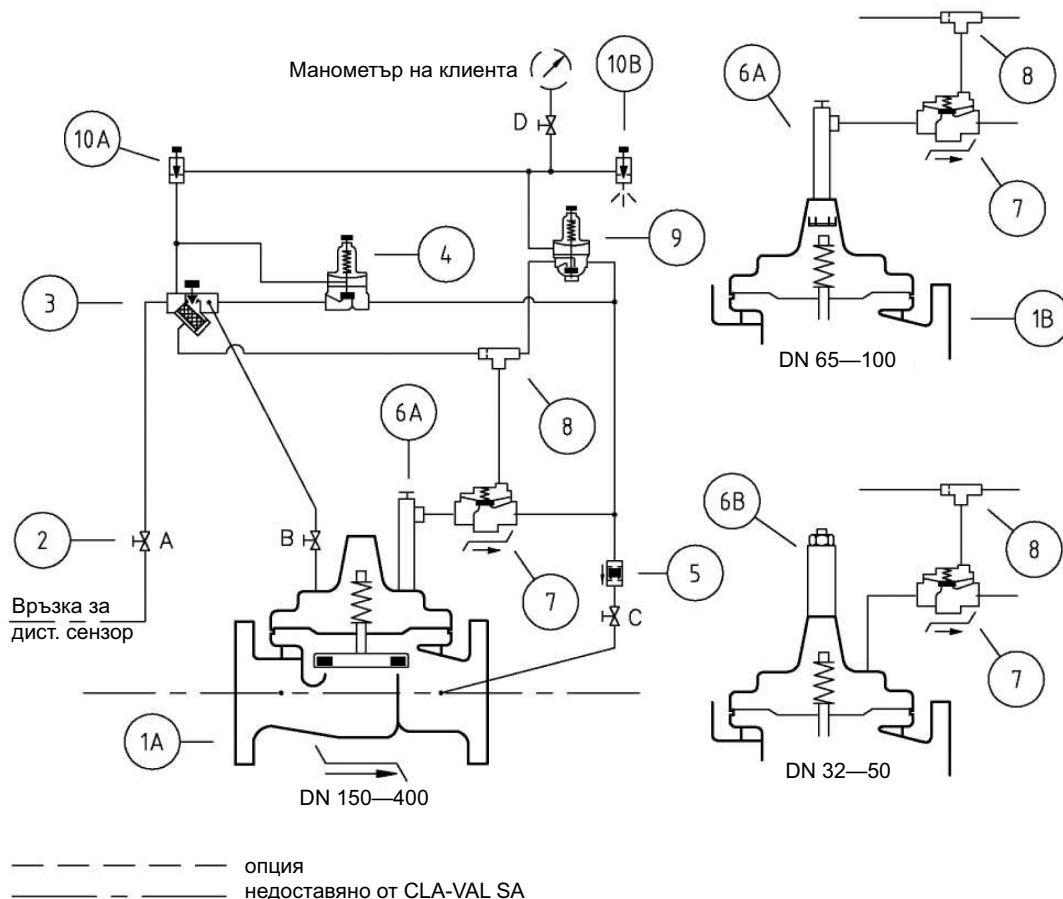 Манометър на клиента
10B
6A
8
10A
D
7
4
9
3
1B
DN 65—100
6A
8
6B
2
A
B
5
8
7
C
7
Връзка за
дист. сензор
1A
DN 150—400
DN 32—50
опция
недоставяно от CLA-VAL SA